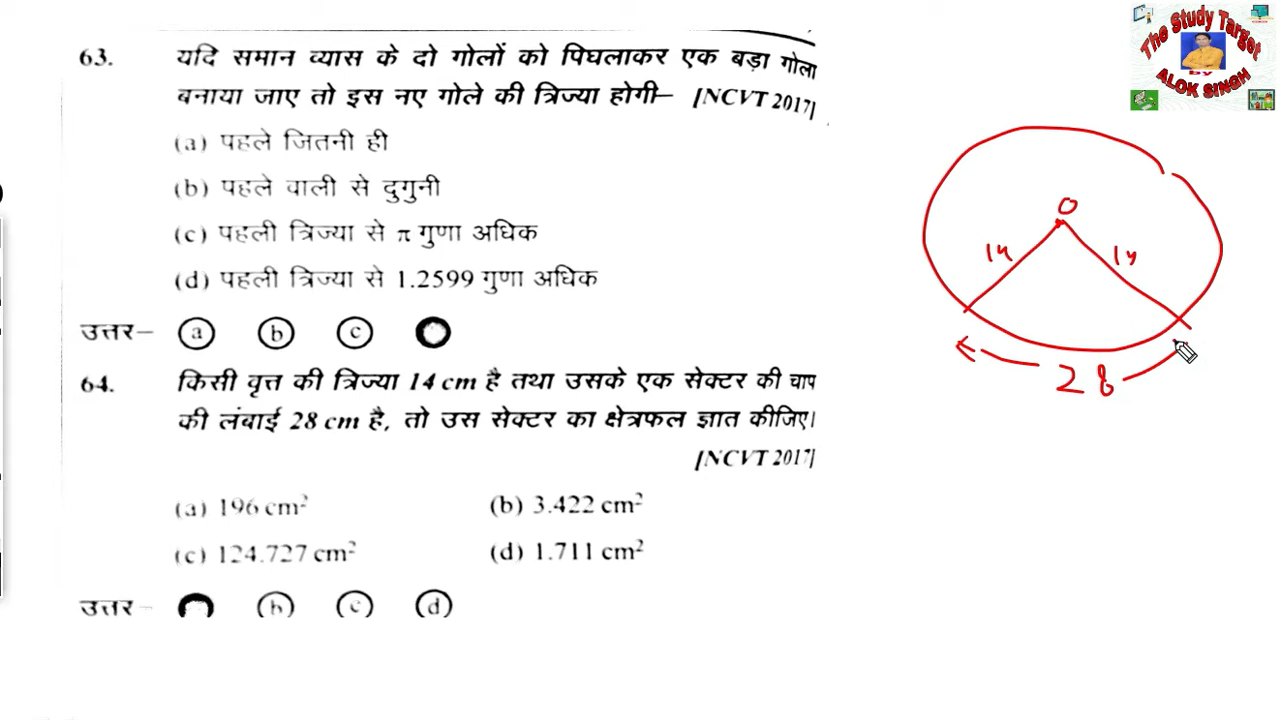 63. यदि समान व्यास के दो गोलों को पिघलाकर एक बड़ा गोला
बनाया जाए तो इस नए गोले की त्रिज्या होगी– [NCVT 2017]
(a) पहले जितनी ही
(b) पहले वाली से दुगुनी
(c) पहली त्रिज्या से π गुणा अधिक
(d) पहली त्रिज्या से 1.2599 गुणा अधिक
उत्तर– a b c
64. किसी वृत्त की त्रिज्या 14 cm है तथा उसके एक सेक्टर की चाप
की लंबाई 28 cm है, तो उस सेक्टर का क्षेत्रफल ज्ञात कीजिए।
[NCVT 2017]
(a) 196 cm² (b) 3.422 cm²
(c) 124.727 cm² (d) 1.711 cm²
उत्तर– b c d
The Study Target
by
ALOK SINGH
O
14 14
28